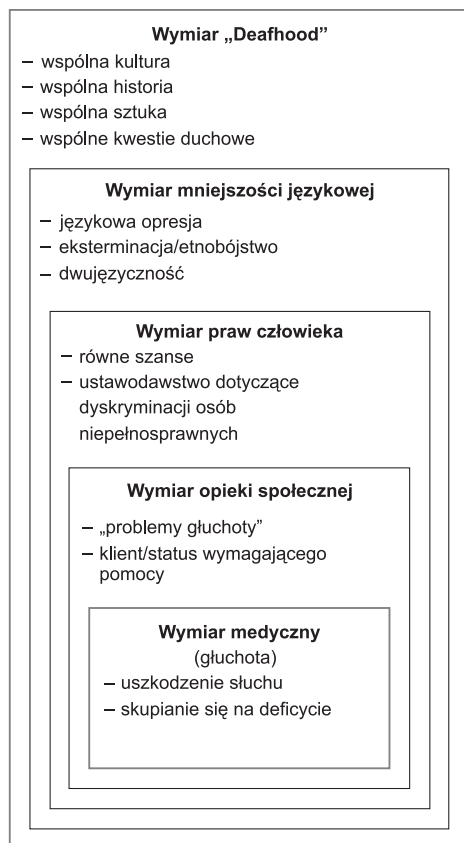 Wymiar „Deafhood”
– wspólna kultura
– wspólna historia
– wspólna sztuka
– wspólne kwestie duchowe
Wymiar mniejszości językowej
– językowa opresja
– eksterminacja/etnobójstwo
– dwujęzyczność
Wymiar praw człowieka
– równe szanse
– ustawodawstwo dotyczące
dyskryminacji osób
niepełnosprawnych
Wymiar opieki społecznej
– „problemy głuchoty”
– klient/status wymagającego
pomocy
Wymiar medyczny
(głuchota)
– uszkodzenie słuchu
– skupianie się na deficycie